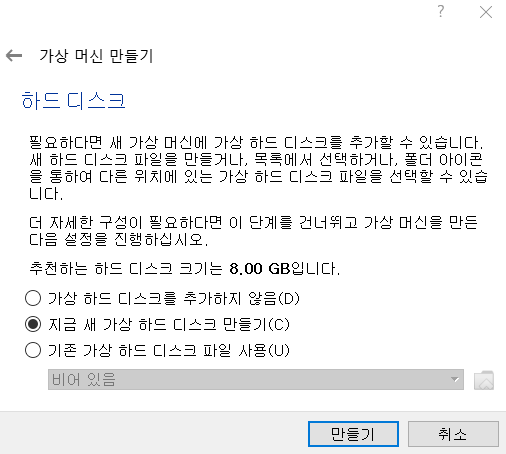 ?
← 가상 머신 만들기
하드 디스크
필요하다면 새 가상 머신에 가상 하드 디스크를 추가할 수 있습니다.
새 하드 디스크 파일을 만들거나, 목록에서 선택하거나, 폴더 아이콘
을 통하여 다른 위치에 있는 가상 하드 디스크 파일을 선택할 수 있습
니다.
더 자세한 구성이 필요하다면 이 단계를 건너뛰고 가상 머신을 만든
다음 설정을 진행하십시오.
추천하는 하드 디스크 크기는 8.00 GB입니다.
가상 하드 디스크를 추가하지 않음(D)
지금 새 가상 하드 디스크 만들기(C)
기존 가상 하드 디스크 파일 사용(U)
비어 있음
만들기 취소